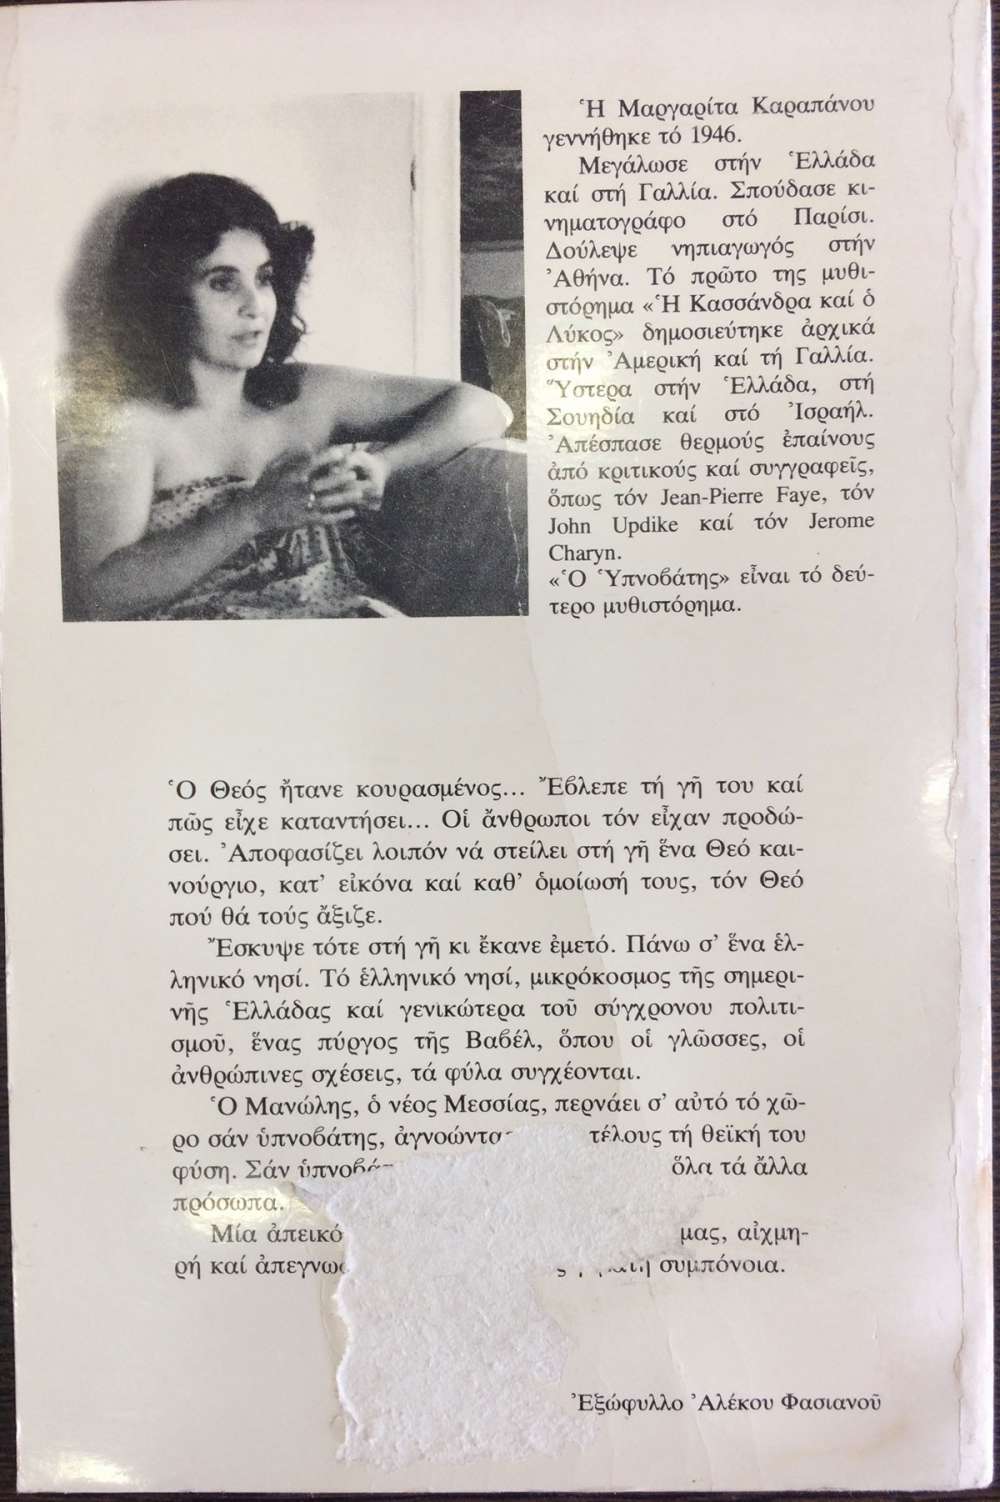 Ἡ Μαργαρίτα Καραπάνου
γεννήθηκε τό 1946.
Μεγάλωσε στήν Ἑλλάδα
καί στή Γαλλία. Σπούδασε κι-
νηματογράφο στό Παρίσι.
Δούλεψε νηπιαγωγός στήν
Ἀθήνα. Τό πρῶτο της μυθι-
στόρημα «Ἡ Κασσάνδρα καί ὁ
Λύκος» δημοσιεύτηκε ἀρχικά
στήν Ἀμερική καί τή Γαλλία.
Ὕστερα στήν Ἑλλάδα, στή
Σουηδία καί στό Ἰσραήλ.
Ἀπέσπασε θερμούς ἐπαίνους
ἀπό κριτικούς καί συγγραφεῖς,
ὅπως τόν Jean-Pierre Faye, τόν
John Updike καί τόν Jerome
Charyn.
«Ὁ Ὑπνοβάτης» εἶναι τό δεύ-
τερο μυθιστόρημα.
Ὁ Θεός ἤτανε κουρασμένος... Ἔβλεπε τή γῆ του καί
πῶς εἶχε καταντήσει... Οἱ ἄνθρωποι τόν εἶχαν προδώ-
σει. Ἀποφασίζει λοιπόν νά στείλει στή γῆ ἕνα Θεό και-
νούργιο, κατ' εἰκόνα καί καθ' ὁμοίωσή τους, τόν Θεό
πού θά τούς ἄξιζε.
Ἔσκυψε τότε στή γῆ κι ἔκανε ἐμετό. Πάνω σ' ἕνα ἑλ-
ληνικό νησί. Τό ἑλληνικό νησί, μικρόκοσμος τῆς σημερι-
νῆς Ἑλλάδας καί γενικώτερα τοῦ σύγχρονου πολιτι-
σμοῦ, ἕνας πύργος τῆς Βαβέλ, ὅπου οἱ γλῶσσες, οἱ
ἀνθρώπινες σχέσεις, τά φύλα συγχέονται.
Ὁ Μανώλης, ὁ νέος Μεσσίας, περνάει σ' αὐτό τό χῶ-
ρο σάν ὑπνοβάτης, τέλους τή θεϊκή του
φύση. Σάν ὅλα τά ἄλλα
πρόσωπα.
Μία μας, αἰχμη-
ρή καί συμπόνοια.
Ἐξώφυλλο Ἀλέκου Φασιανοῦ